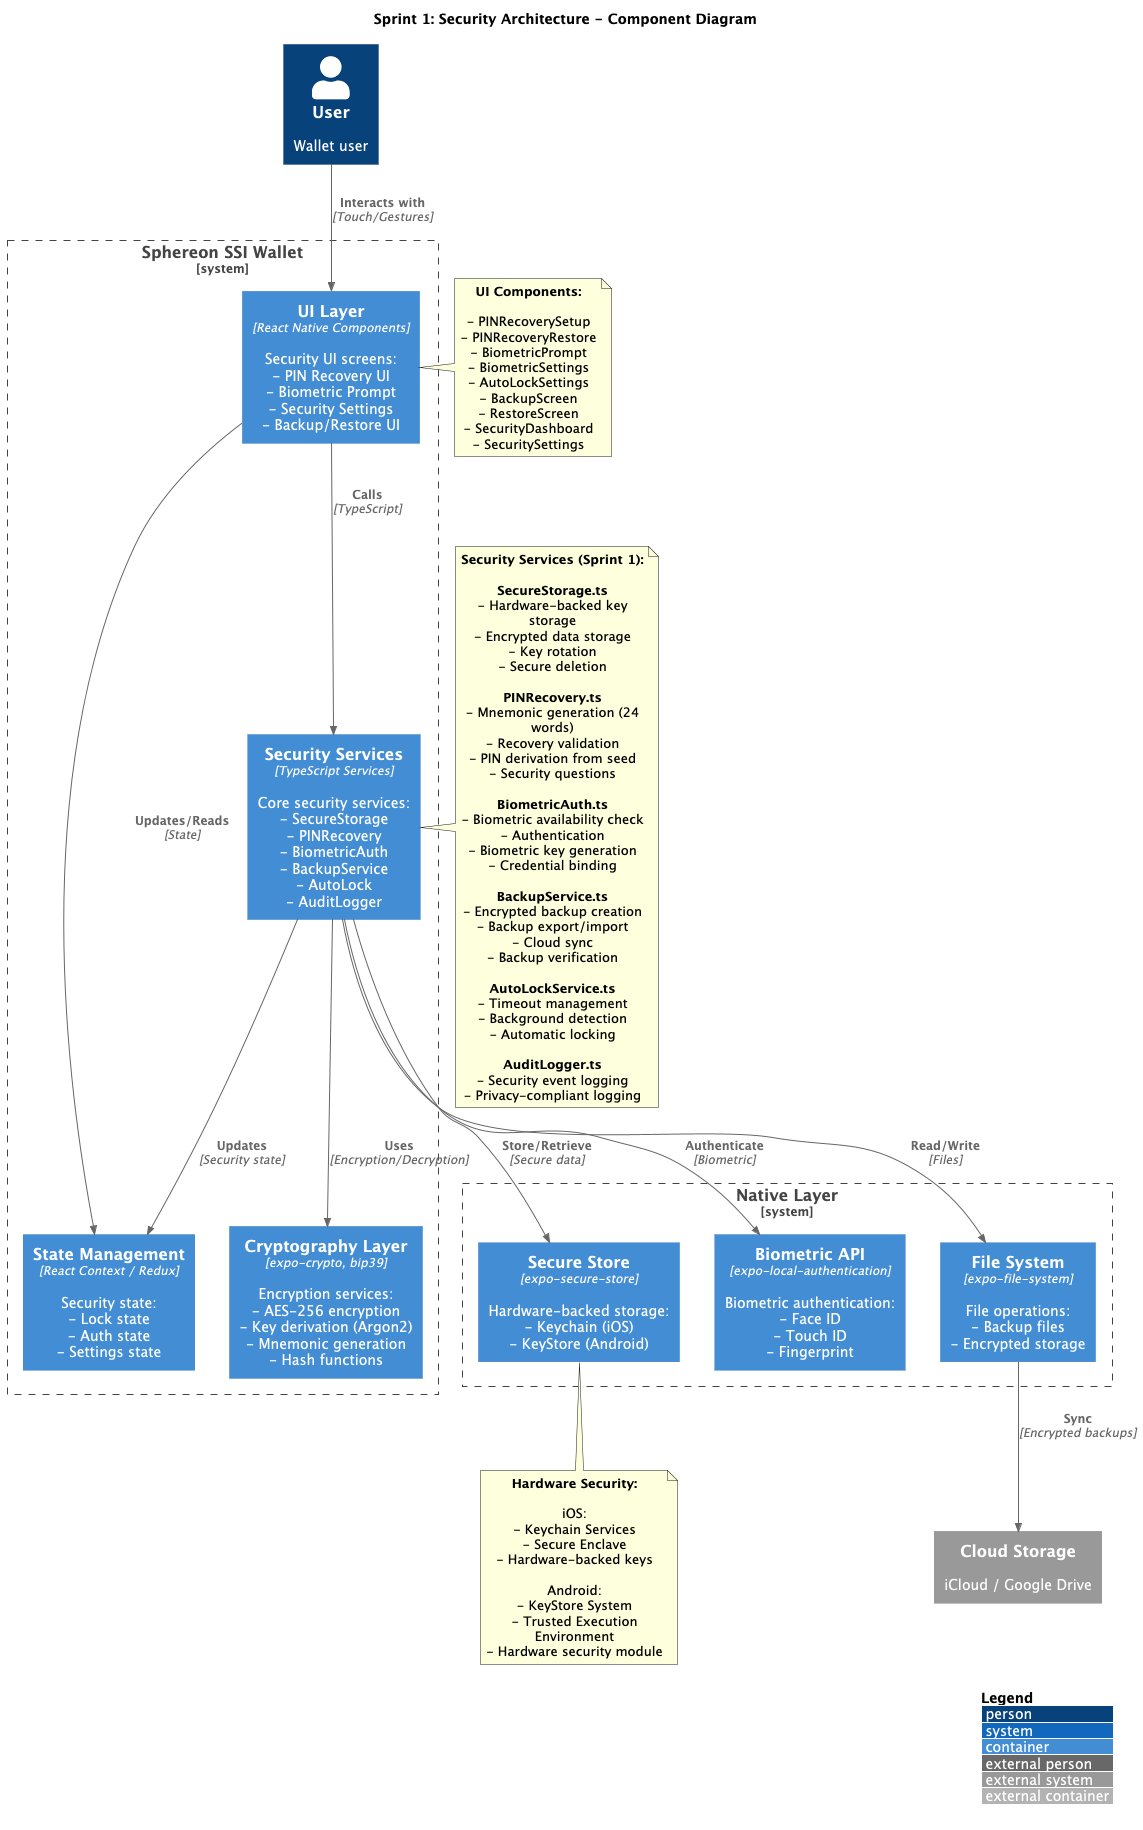 Sprint 1: Security Architecture – Component Diagram
User
Wallet user
Interacts with
[Touch/Gestures]
Sphereon SSI Wallet
[system]
UI Layer
[React Native Components]
Security UI screens:
- PIN Recovery UI
- Biometric Prompt
- Security Settings
- Backup/Restore UI
UI Components:
- PINRecoverySetup
- PINRecoveryRestore
- BiometricPrompt
- BiometricSettings
- AutoLockSettings
- BackupScreen
- RestoreScreen
- SecurityDashboard
- SecuritySettings
Calls
[TypeScript]
Security Services (Sprint 1):
SecureStorage.ts
- Hardware-backed key
storage
- Encrypted data storage
- Key rotation
- Secure deletion
PINRecovery.ts
- Mnemonic generation (24
words)
- Recovery validation
- PIN derivation from seed
- Security questions
BiometricAuth.ts
- Biometric availability check
- Authentication
- Biometric key generation
- Credential binding
BackupService.ts
- Encrypted backup creation
- Backup export/import
- Cloud sync
- Backup verification
AutoLockService.ts
- Timeout management
- Background detection
- Automatic locking
AuditLogger.ts
- Security event logging
- Privacy-compliant logging
Security Services
[TypeScript Services]
Core security services:
- SecureStorage
- PINRecovery
- BiometricAuth
- BackupService
- AutoLock
- AuditLogger
Updates/Reads
[State]
Updates
[Security state]
Uses
[Encryption/Decryption]
Store/Retrieve
[Secure data]
Authenticate
[Biometric]
Read/Write
[Files]
State Management
[React Context / Redux]
Security state:
- Lock state
- Auth state
- Settings state
Cryptography Layer
[expo-crypto, bip39]
Encryption services:
- AES-256 encryption
- Key derivation (Argon2)
- Mnemonic generation
- Hash functions
Native Layer
[system]
Secure Store
[expo-secure-store]
Hardware-backed storage:
- Keychain (iOS)
- KeyStore (Android)
Biometric API
[expo-local-authentication]
Biometric authentication:
- Face ID
- Touch ID
- Fingerprint
File System
[expo-file-system]
File operations:
- Backup files
- Encrypted storage
Sync
[Encrypted backups]
Hardware Security:
iOS:
- Keychain Services
- Secure Enclave
- Hardware-backed keys
Android:
- KeyStore System
- Trusted Execution
Environment
- Hardware security module
Cloud Storage
iCloud / Google Drive
Legend
person
system
container
external person
external system
external container